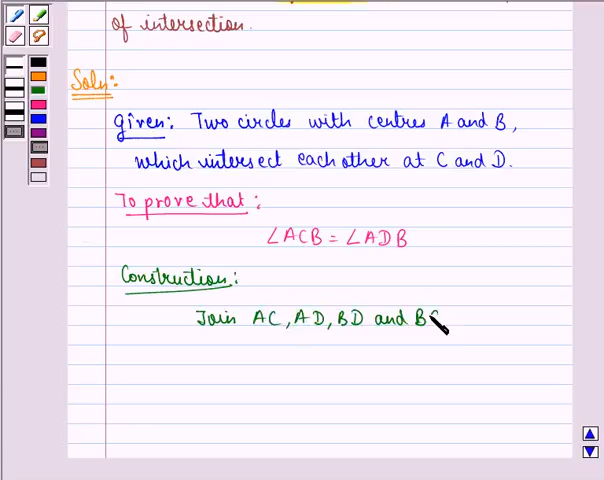 of intersection.
Soln:
Given: Two circles with centres A and B,
which intersect each other at C and D.
To prove that:
∠ACB = ∠ADB
Construction:
Join AC, AD, BD and BC